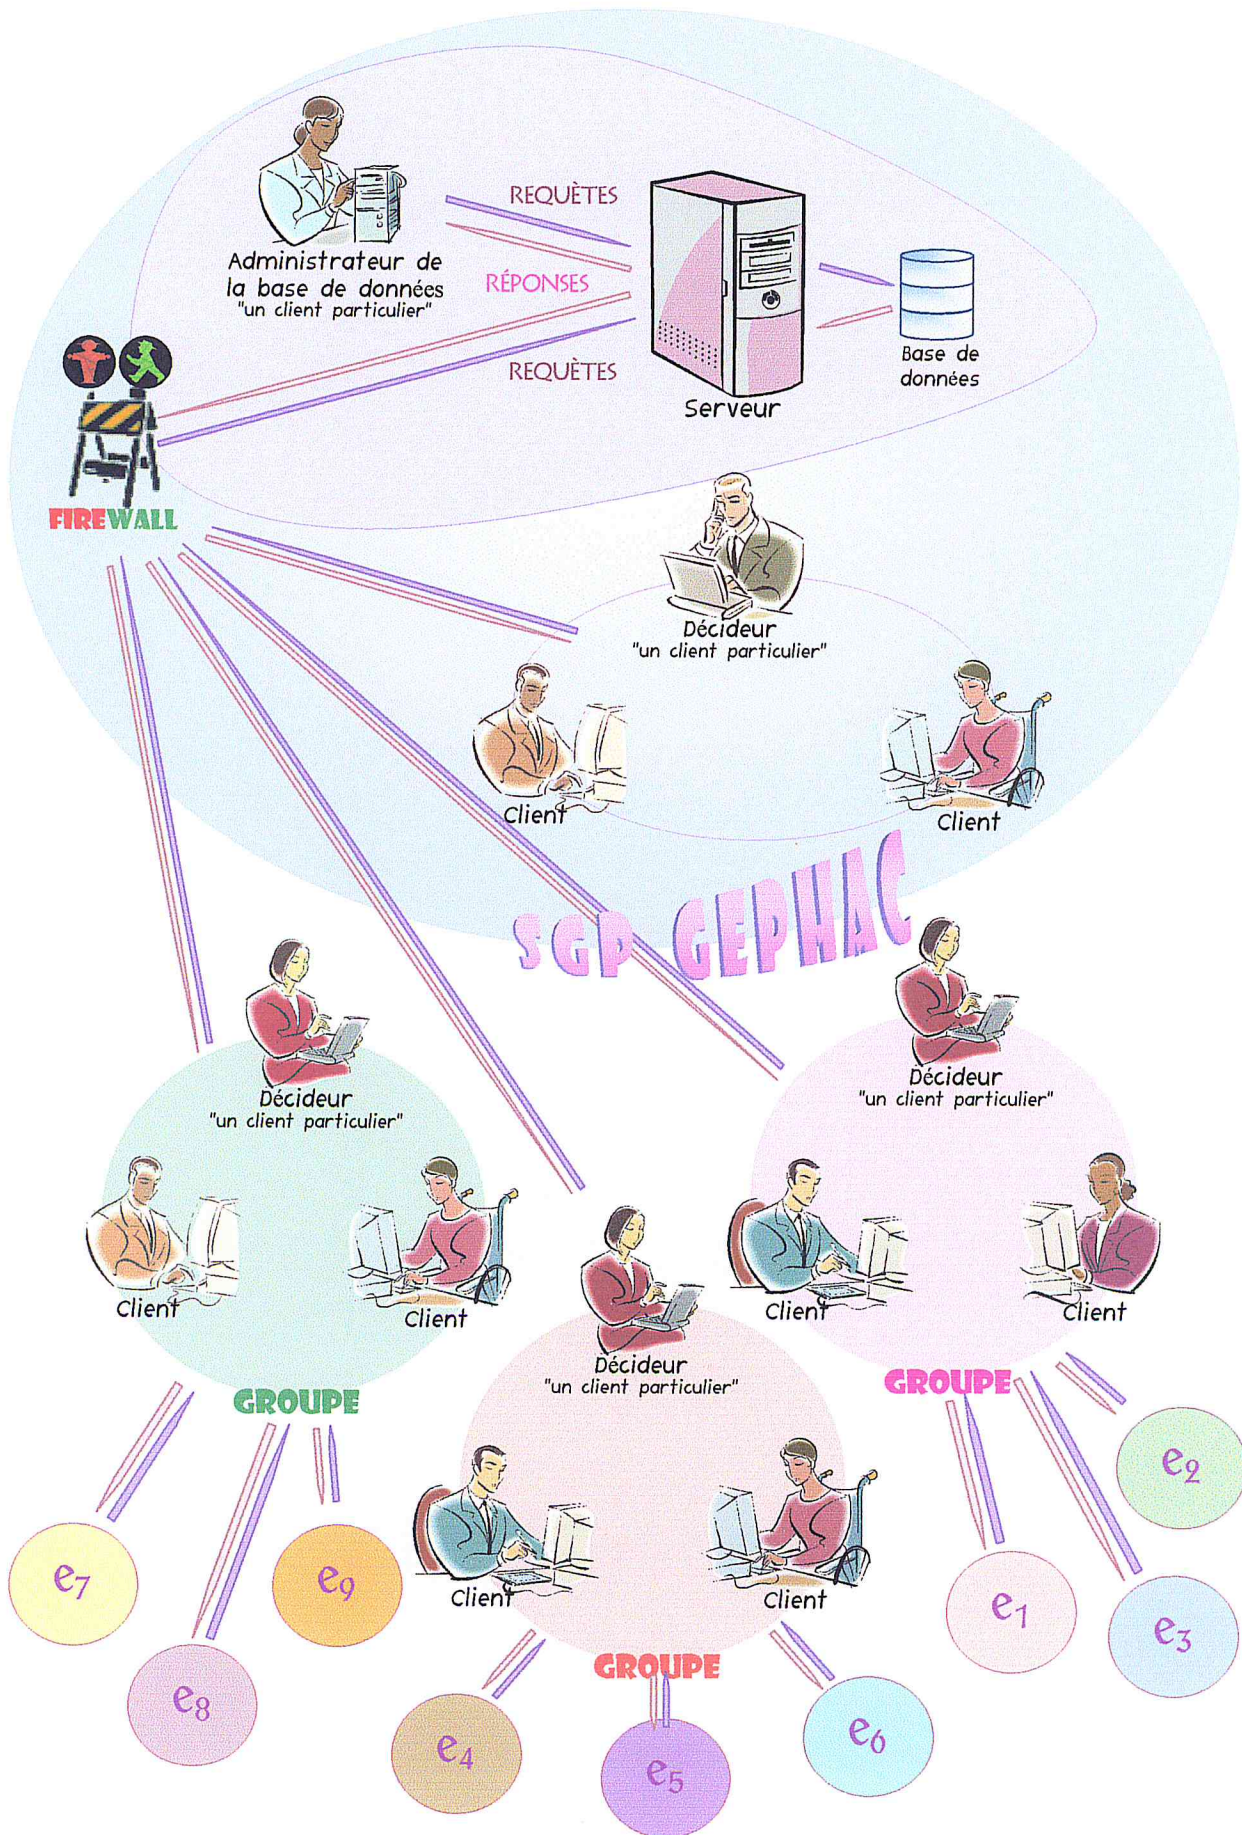 REQUÈTES
Administrateur de
la base de données
"un client particulier"
RÉPONSES
REQUÈTES
Serveur
Base de
données
FIREWALL
Décideur
"un client particulier"
Client
Client
SGP GEPHAC
Décideur
"un client particulier"
Client
Client
GROUPE
Décideur
"un client particulier"
Client
Client
GROUPE
Décideur
"un client particulier"
Client
Client
GROUPE
e7
e8
e9
e4
e5
e6
e1
e3
e2